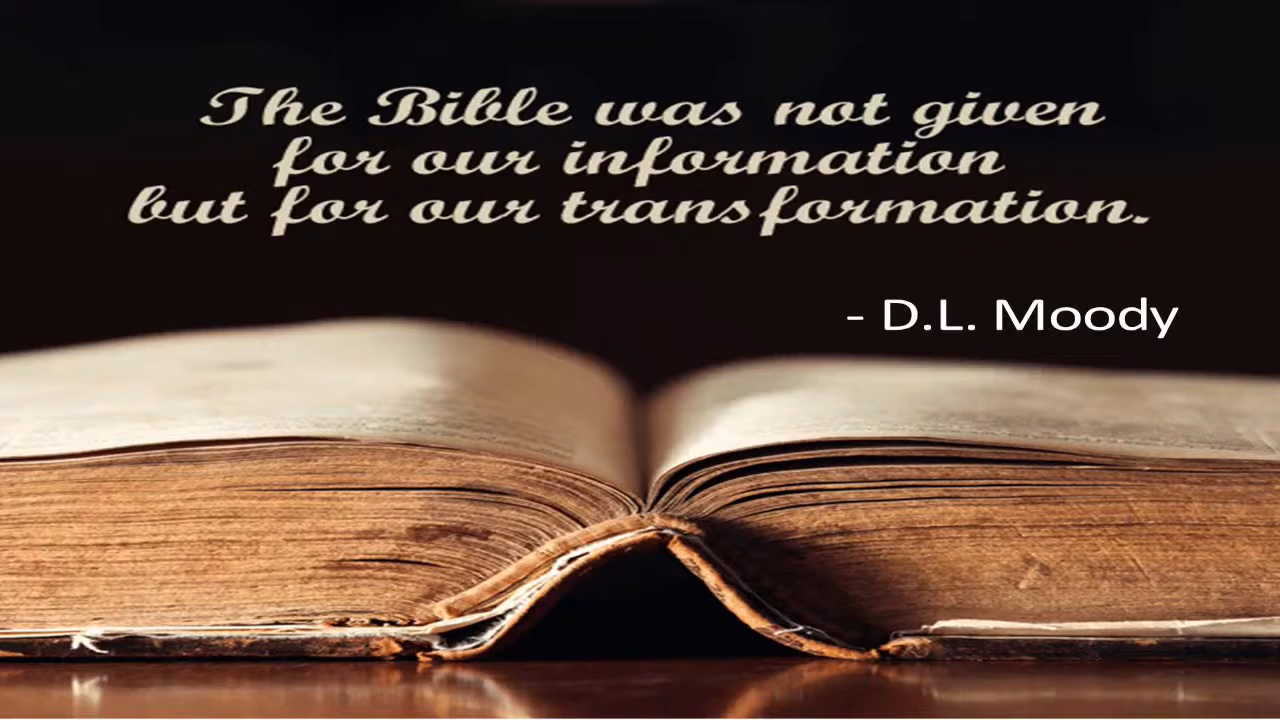 The Bible was not given
for our information
but for our transformation.
- D.L. Moody